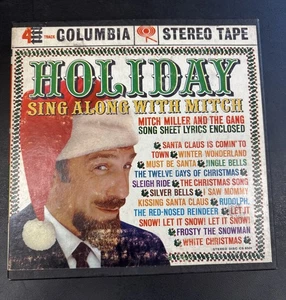 4 TRACK COLUMBIA STEREO TAPE
HOLIDAY
SING ALONG WITH MITCH
MITCH MILLER AND THE GANG
SONG SHEET LYRICS ENCLOSED
SANTA CLAUS IS COMIN' TO
TOWN WINTER WONDERLAND
MUST BE SANTA JINGLE BELLS
THE TWELVE DAYS OF CHRISTMAS
SLEIGH RIDE THE CHRISTMAS SONG
SILVER BELLS I SAW MOMMY
KISSING SANTA CLAUS RUDOLPH,
THE RED-NOSED REINDEER LET IT
SNOW! LET IT SNOW! LET IT SNOW!
FROSTY THE SNOWMAN
WHITE CHRISTMAS